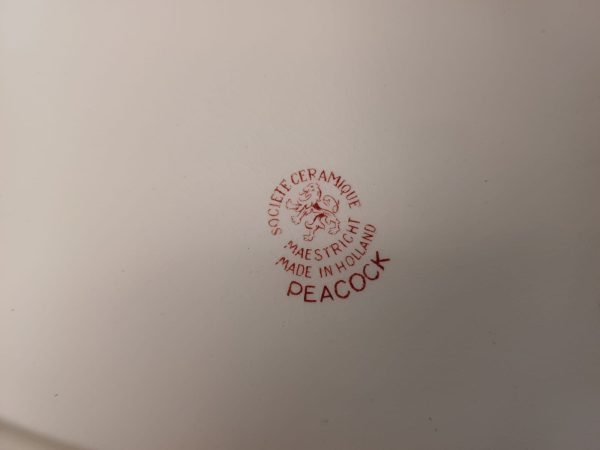 SOCIETE CERAMIQUE
MAESTRICHT
MADE IN HOLLAND
PEACOCK